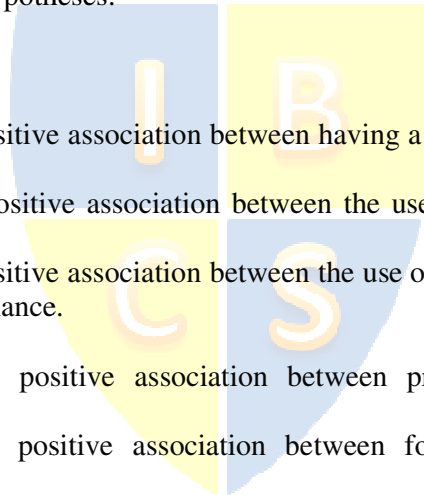 I B
sitive association between having a
ositive association between the use
sitive association between the use o
ance.
C S
positive association between pr
positive association between fo